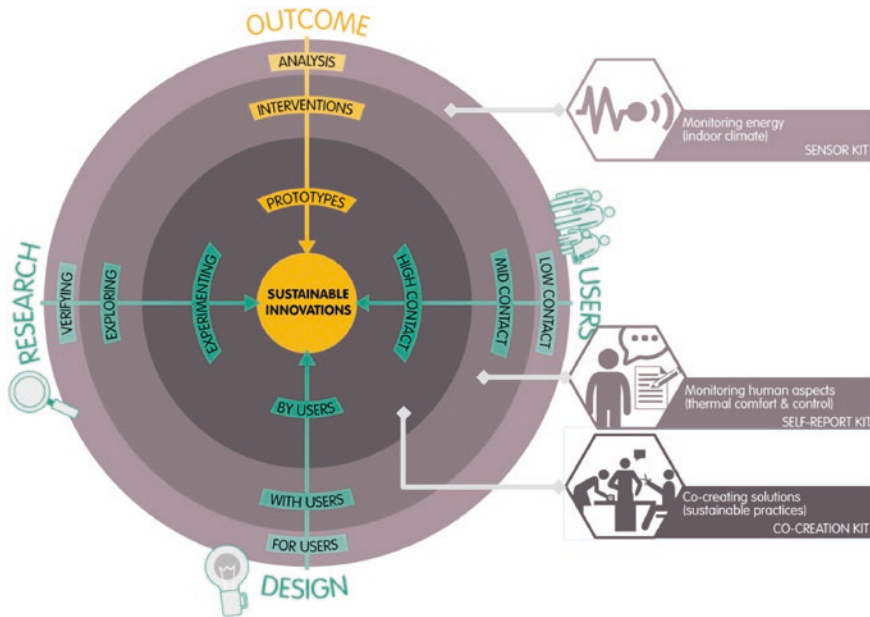 OUTCOME
ANALYSIS
INTERVENTIONS
PROTOTYPES
RESEARCH
VERIFYING
EXPLORING
EXPERIMENTING
SUSTAINABLE
INNOVATIONS
HIGH CONTACT
MID CONTACT
LOW CONTACT
USERS
BY USERS
WITH USERS
FOR USERS
DESIGN
Monitoring energy
(indoor climate)
SENSOR KIT
Monitoring human aspects
(thermal comfort & control)
SELF-REPORT KIT
Co-creating solutions
(sustainable practices)
CO-CREATION KIT